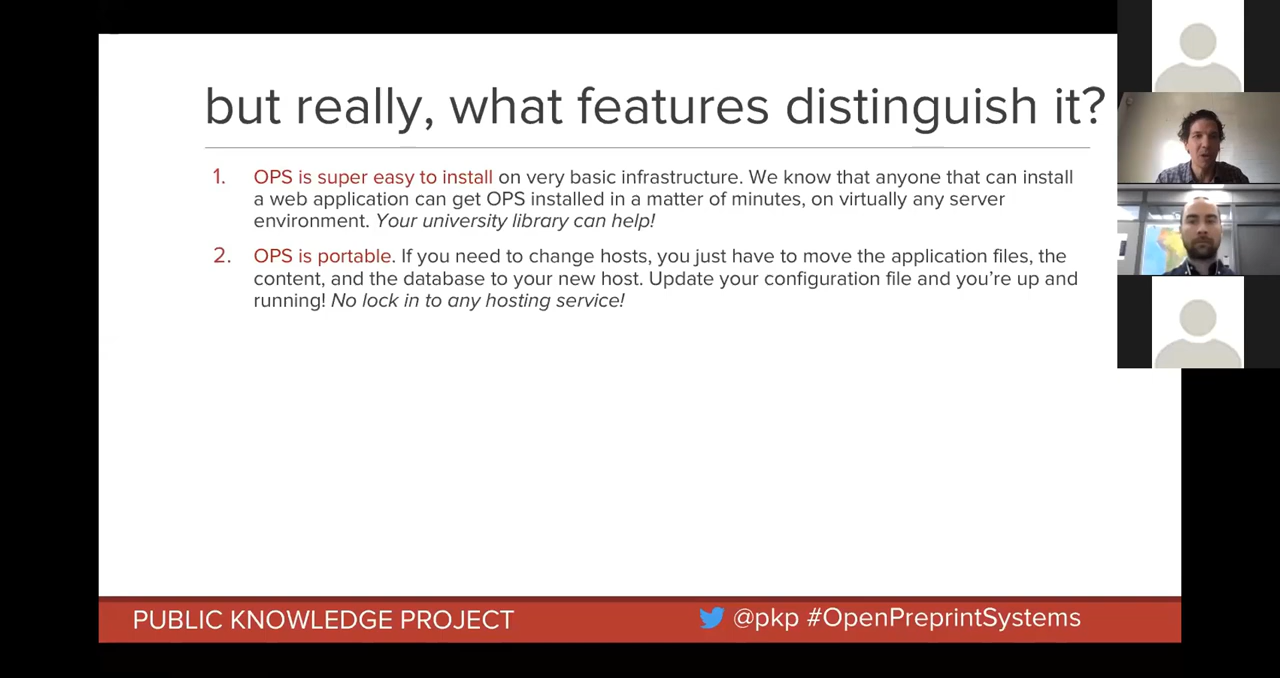 but really, what features distinguish it?
1. OPS is super easy to install on very basic infrastructure. We know that anyone that can install
a web application can get OPS installed in a matter of minutes, on virtually any server
environment. Your university library can help!
2. OPS is portable. If you need to change hosts, you just have to move the application files, the
content, and the database to your new host. Update your configuration file and you’re up and
running! No lock in to any hosting service!
PUBLIC KNOWLEDGE PROJECT
@pkp #OpenPreprintSystems